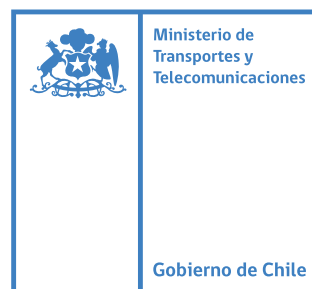 Ministerio de
Transportes y
Telecomunicaciones
Gobierno de Chile